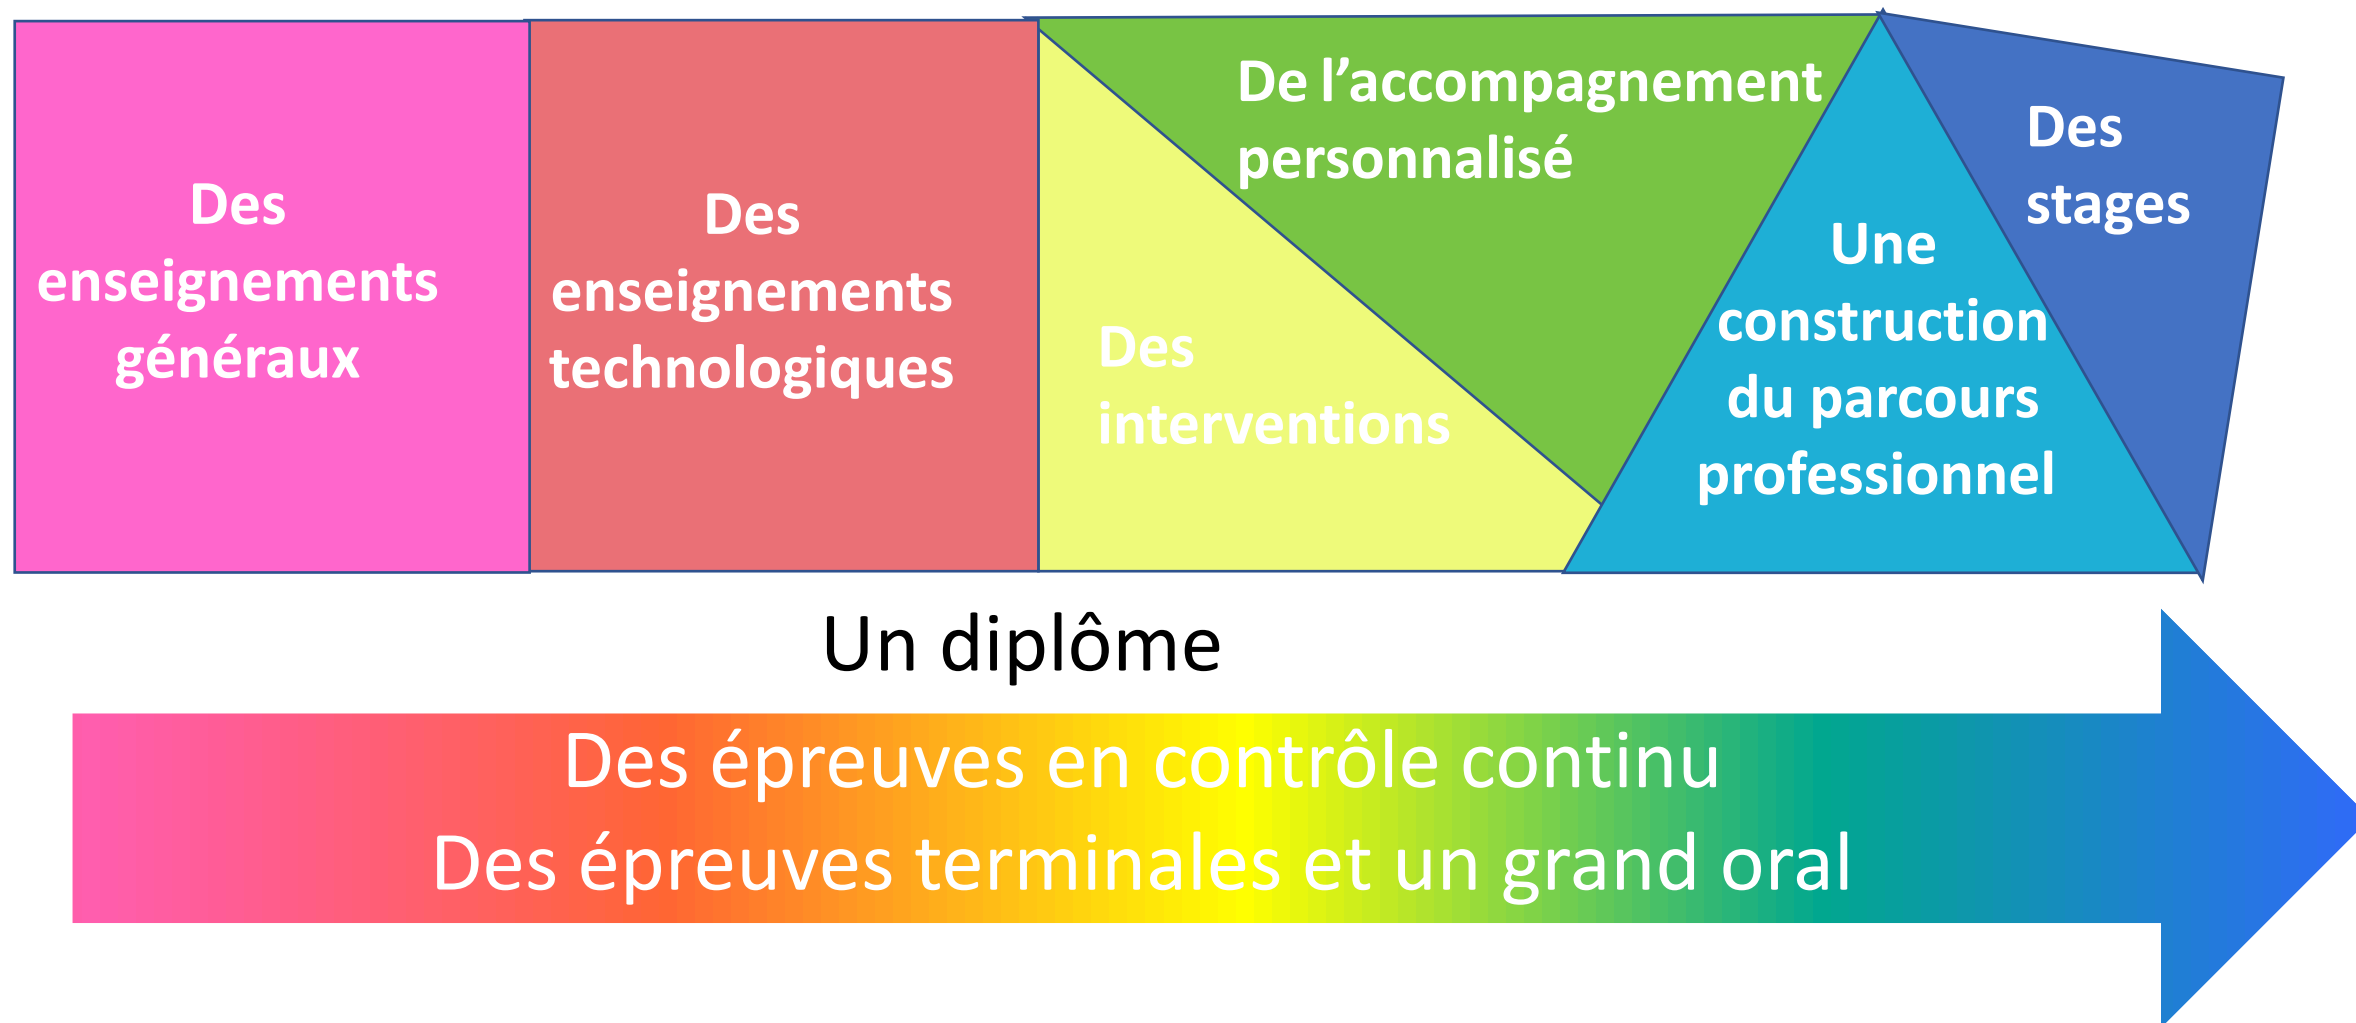 Des
enseignements
généraux
Des
enseignements
technologiques
Des
interventions
De l’accompagnement
personnalisé
Une
construction
du parcours
professionnel
Des
stages
Un diplôme
Des épreuves en contrôle continu
Des épreuves terminales et un grand oral